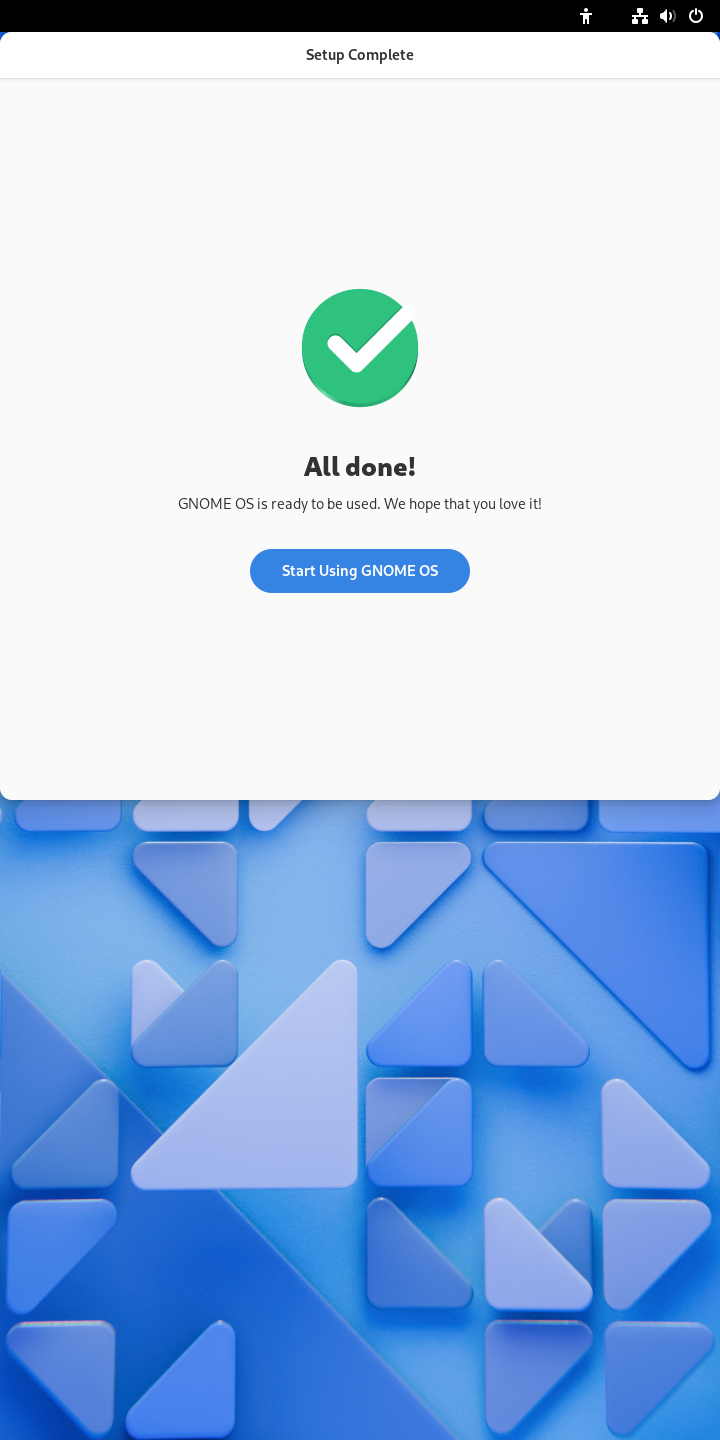 Setup Complete
All done!
GNOME OS is ready to be used. We hope that you love it!
Start Using GNOME OS